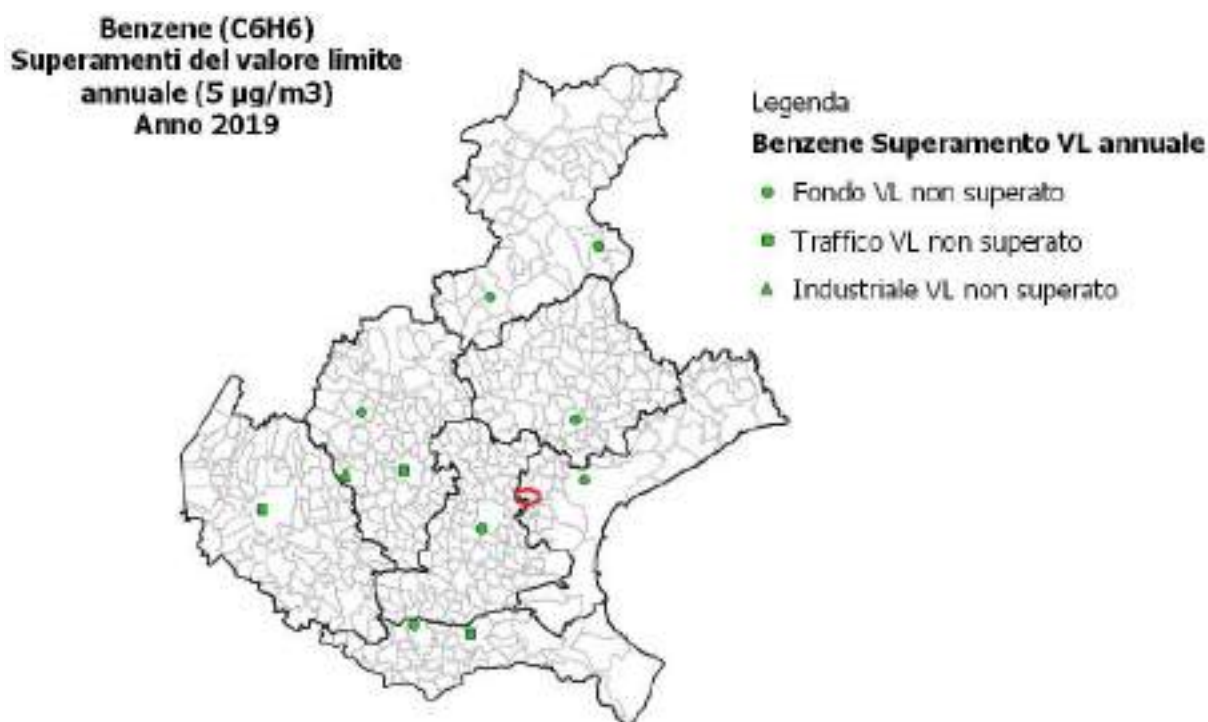 Benzene (C6H6)
Superamenti del valore limite
annuale (5 µg/m3)
Anno 2019
Legenda
Benzene Superamento VL annuale
Fondo VL non superato
Traffico VL non superato
Industriale VL non superato